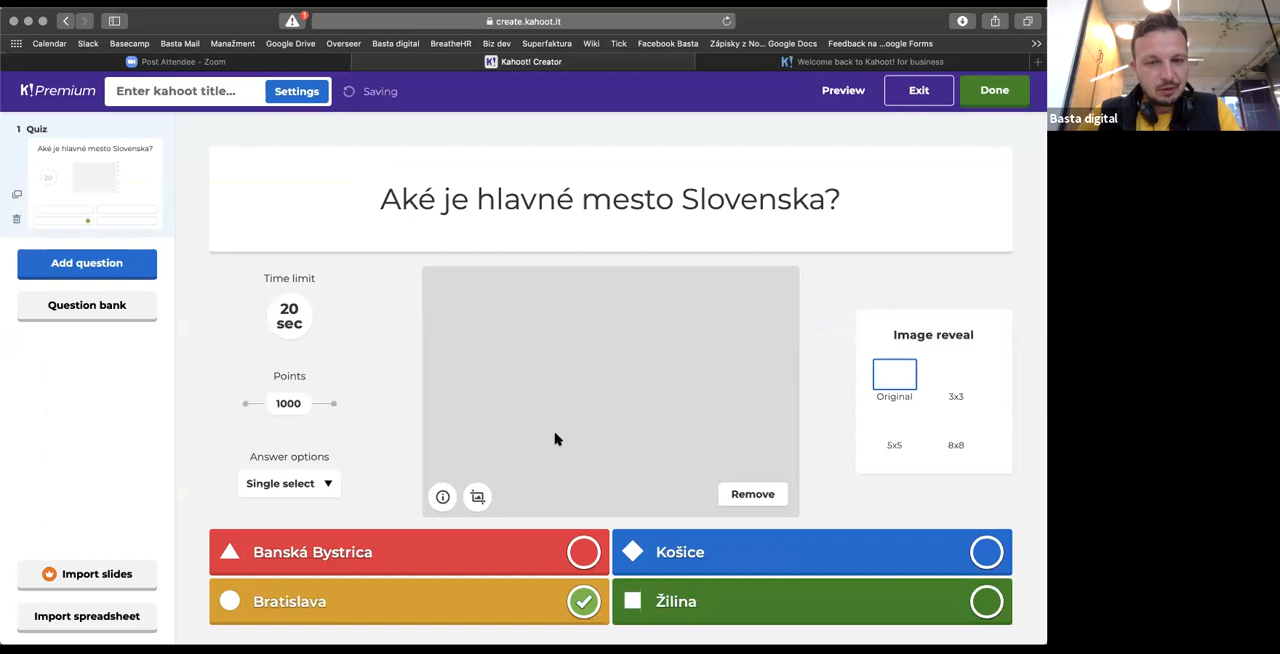 create.kahoot.it
1
Calendar Slack Basecamp Basta Mail Manažment Google Drive Overseer Basta digital BreatheHR Biz dev Superfaktura Wiki Tick Facebook Basta Zápisky z No... Google Docs Feedback na ...oogle Forms
Post Attendee - Zoom
K! Kahoot! Creator
K! Welcome back to Kahoot! for business
K!Premium
Enter kahoot title...
Settings
Saving
Preview
Exit
Done
Basta digital
1 Quiz
Aké je hlavné mesto Slovenska?
20
Add question
Question bank
Import slides
Import spreadsheet
Aké je hlavné mesto Slovenska?
Time limit
20
sec
Points
1000
Answer options
Single select
Remove
Image reveal
Original
3x3
5x5
8x8
Banská Bystrica
Košice
Bratislava
Žilina